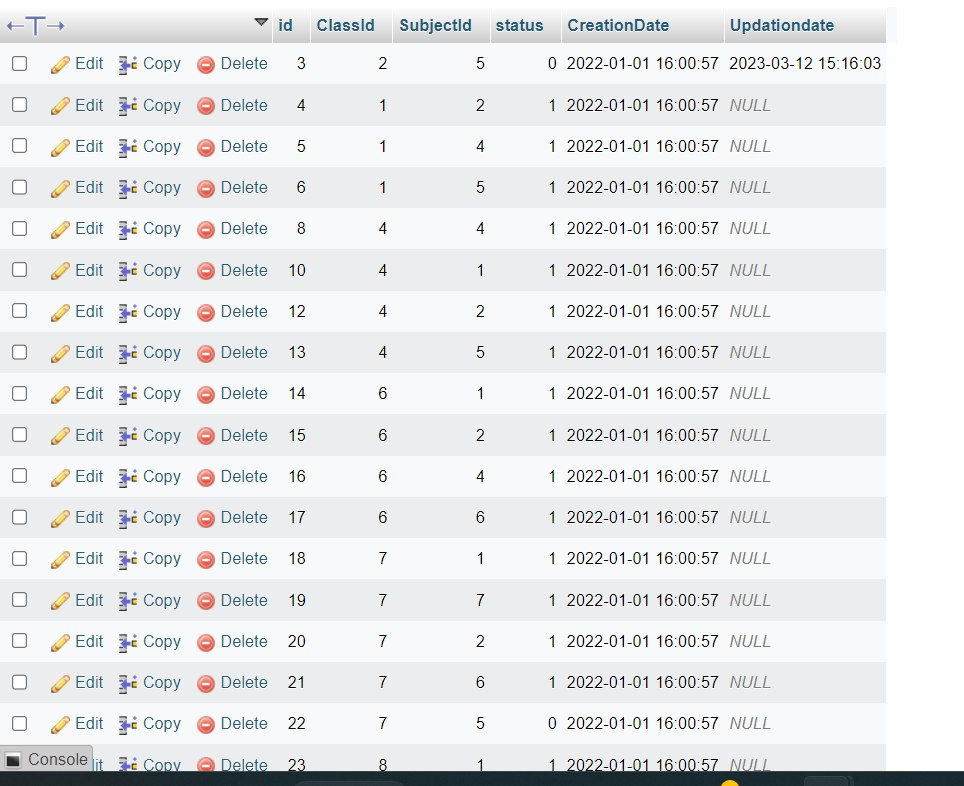 id ClassId SubjectId status CreationDate Updationdate
Edit Copy Delete 3 2 5 0 2022-01-01 16:00:57 2023-03-12 15:16:03
Edit Copy Delete 4 1 2 1 2022-01-01 16:00:57 NULL
Edit Copy Delete 5 1 4 1 2022-01-01 16:00:57 NULL
Edit Copy Delete 6 1 5 1 2022-01-01 16:00:57 NULL
Edit Copy Delete 8 4 4 1 2022-01-01 16:00:57 NULL
Edit Copy Delete 10 4 1 1 2022-01-01 16:00:57 NULL
Edit Copy Delete 12 4 2 1 2022-01-01 16:00:57 NULL
Edit Copy Delete 13 4 5 1 2022-01-01 16:00:57 NULL
Edit Copy Delete 14 6 1 1 2022-01-01 16:00:57 NULL
Edit Copy Delete 15 6 2 1 2022-01-01 16:00:57 NULL
Edit Copy Delete 16 6 4 1 2022-01-01 16:00:57 NULL
Edit Copy Delete 17 6 6 1 2022-01-01 16:00:57 NULL
Edit Copy Delete 18 7 1 1 2022-01-01 16:00:57 NULL
Edit Copy Delete 19 7 7 1 2022-01-01 16:00:57 NULL
Edit Copy Delete 20 7 2 1 2022-01-01 16:00:57 NULL
Edit Copy Delete 21 7 6 1 2022-01-01 16:00:57 NULL
Edit Copy Delete 22 7 5 0 2022-01-01 16:00:57 NULL
Console
Copy Delete 23 8 1 1 2022-01-01 16:00:57 NULL